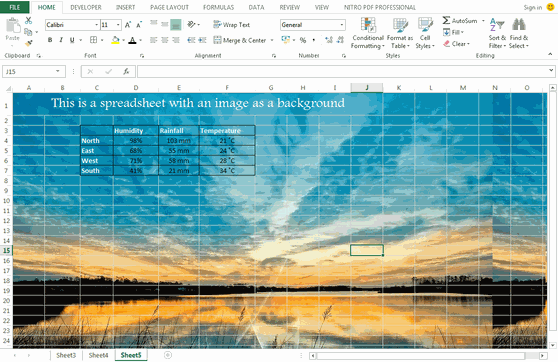 FILE HOME DEVELOPER INSERT PAGE LAYOUT FORMULAS DATA REVIEW VIEW NITRO PDF PROFESSIONAL Sign in
Paste
Calibri 11
B I U
Wrap Text
Merge & Center
General
$ % ,
Conditional Formatting
Format as Table
Cell Styles
AutoSum
Fill
Clear
Sort & Filter
Find & Select
Clipboard Font Alignment Number Editing
J15 fx
A B C D E F G H I J K L M N O
1 This is a spreadsheet with an image as a background
2
3 Humidity Rainfall Temperature
4 North 98% 103 mm 21 °C
5 East 68% 55 mm 24 °C
6 West 71% 58 mm 28 °C
7 South 41% 21 mm 34 °C
8
9
10
11
12
13
14
15
16
17
18
19
20
21
22
23
24
Sheet3 Sheet4 Sheet5